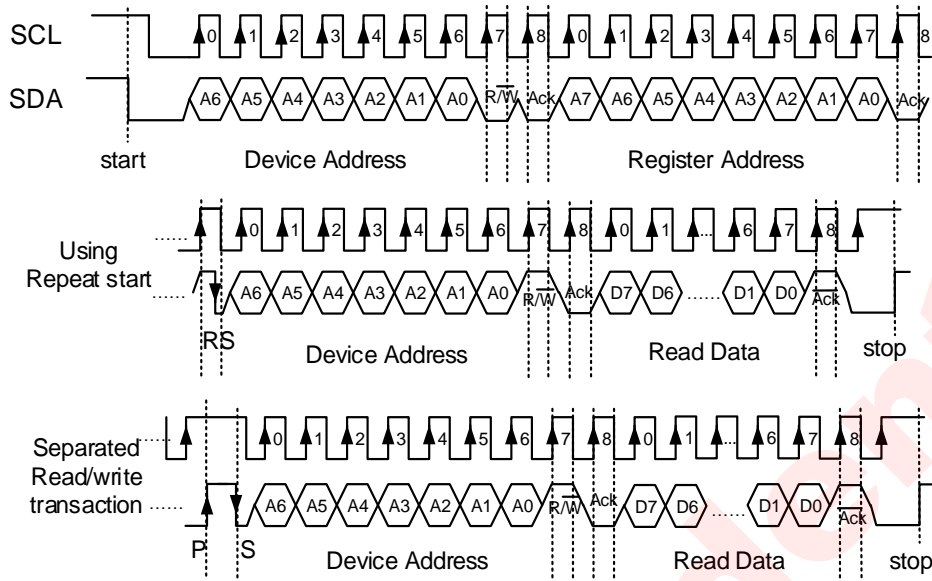 SCL 0 1 2 3 4 5 6 7 8 0 1 2 3 4 5 6 7 8
SDA A6 A5 A4 A3 A2 A1 A0 R/W Ack A7 A6 A5 A4 A3 A2 A1 A0 Ack
start Device Address Register Address
0 1 2 3 4 5 6 7 8 0 1 ... 6 7 8
Using ......
Repeat start ......
A6 A5 A4 A3 A2 A1 A0 R/W Ack D7 D6 ...... D1 D0 Ack
RS Device Address Read Data stop
0 1 2 3 4 5 6 7 8 0 1 ... 6 7 8
Separated ......
Read/write
transaction ......
A6 A5 A4 A3 A2 A1 A0 R/W Ack D7 D6 ...... D1 D0 Ack
P S Device Address Read Data stop